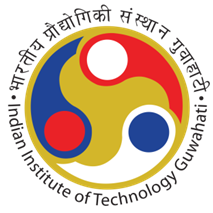 भारतीय प्रौद्योगिकी संस्थान गुवाहाटी
Indian Institute of Technology Guwahati